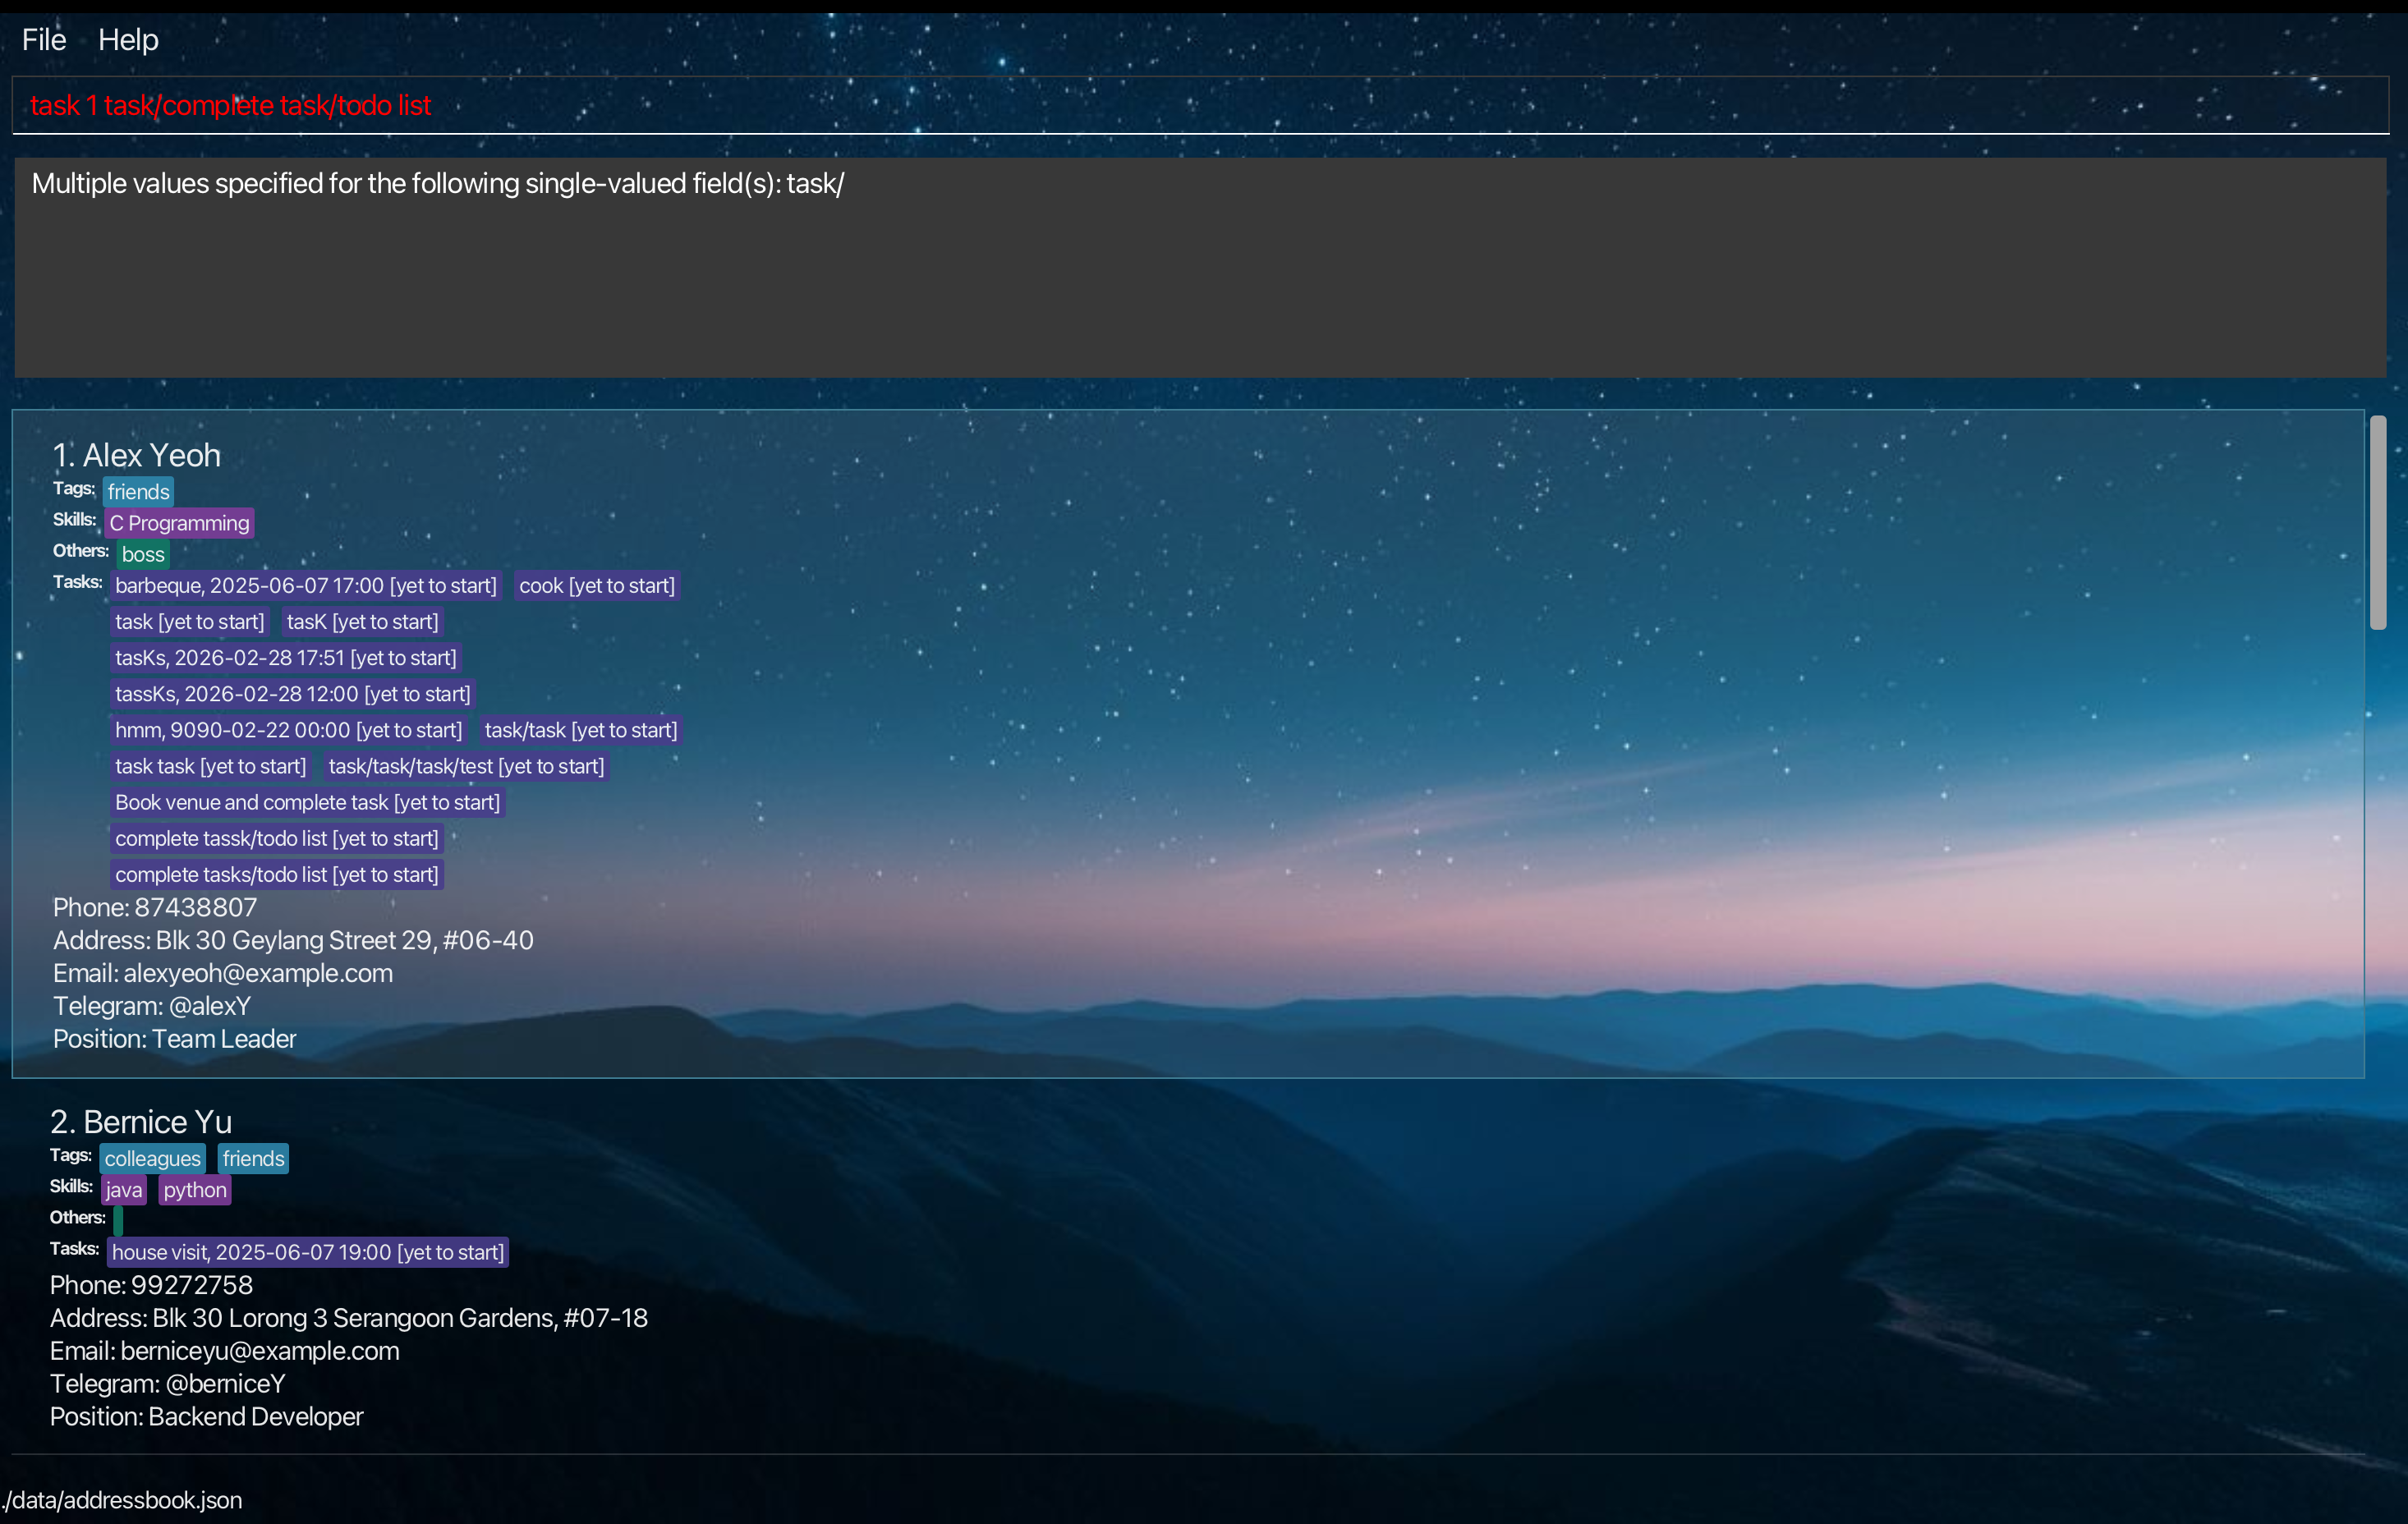 File Help
task 1 task/complete task/todo list
Multiple values specified for the following single-valued field(s): task/
1. Alex Yeoh
Tags: friends
Skills: C Programming
Others: boss
Tasks: barbeque, 2025-06-07 17:00 [yet to start] cook [yet to start]
task [yet to start] tasK [yet to start]
tasKs, 2026-02-28 17:51 [yet to start]
tassKs, 2026-02-28 12:00 [yet to start]
hmm, 9090-02-22 00:00 [yet to start] task/task [yet to start]
task task [yet to start] task/task/task/test [yet to start]
Book venue and complete task [yet to start]
complete tassk/todo list [yet to start]
complete tasks/todo list [yet to start]
Phone: 87438807
Address: Blk 30 Geylang Street 29, #06-40
Email: alexyeoh@example.com
Telegram: @alexY
Position: Team Leader
2. Bernice Yu
Tags: colleagues friends
Skills: java python
Others:
Tasks: house visit, 2025-06-07 19:00 [yet to start]
Phone: 99272758
Address: Blk 30 Lorong 3 Serangoon Gardens, #07-18
Email: berniceyu@example.com
Telegram: @berniceY
Position: Backend Developer
./data/addressbook.json